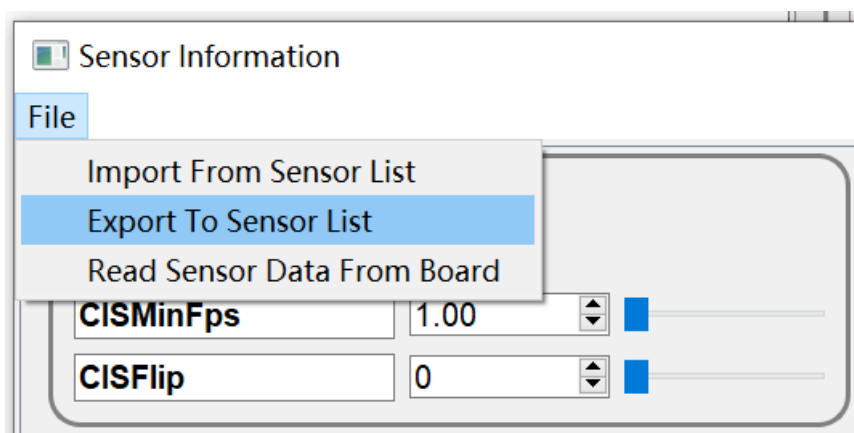 Sensor Information
File
Import From Sensor List
Export To Sensor List
Read Sensor Data From Board
CISMinFps 1.00
CISFlip 0